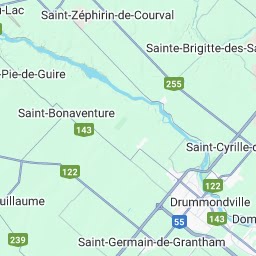 u-Lac
Saint-Zéphirin-de-Courval
Sainte-Brigitte-des-Sa
-Pie-de-Guire
255
Saint-Bonaventure
143
Saint-Cyrille-d
122
122
uillaume
Drummondville
55
143
Dom
239
Saint-Germain-de-Grantham